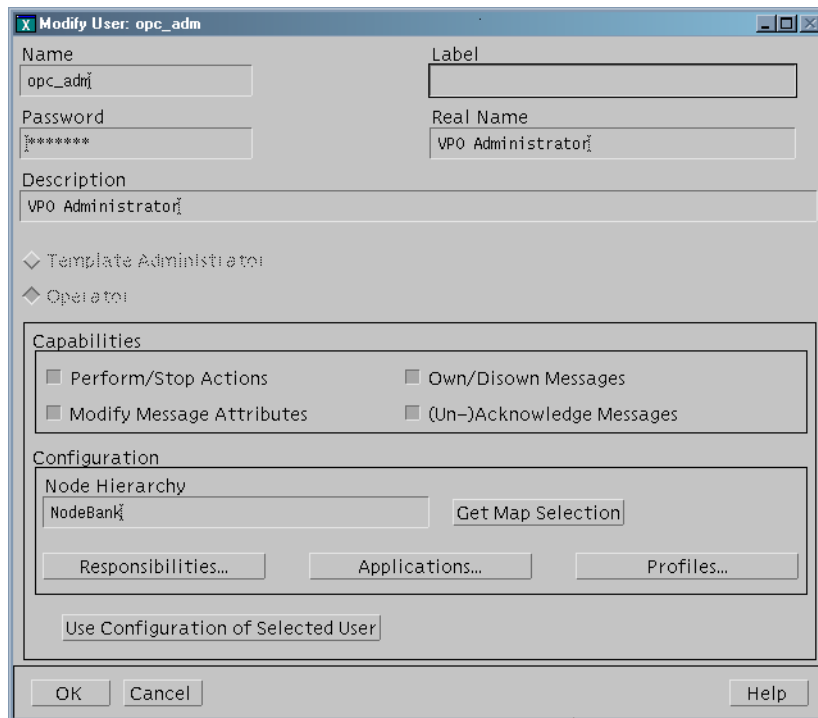 X Modify User: opc_adm
Name
Label
opc_adm
Password
Real Name
*******
VPO Administrator
Description
VPO Administrator
Template Administrator
Operator
Capabilities
Perform/Stop Actions
Own/Disown Messages
Modify Message Attributes
(Un-)Acknowledge Messages
Configuration
Node Hierarchy
NodeBank
Get Map Selection
Responsibilities...
Applications...
Profiles...
Use Configuration of Selected User
OK
Cancel
Help